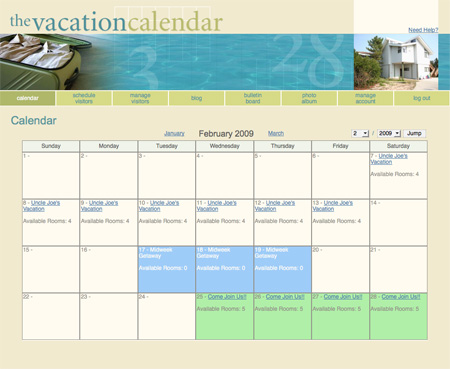 thevacationcalendar
Need Help?
3 28
calendar
schedule visitors
manage visitors
blog
bulletin board
photo album
manage account
log out
Calendar
January February 2009 March 2 / 2009 Jump
Sunday Monday Tuesday Wednesday Thursday Friday Saturday
1 - 2 - 3 - 4 - 5 - 6 - 7 - Uncle Joe's
Vacation
Available Rooms: 4
8 - Uncle Joe's 9 - Uncle Joe's 10 - Uncle Joe's 11 - Uncle Joe's 12 - Uncle Joe's 13 - Uncle Joe's 14 -
Vacation Vacation Vacation Vacation Vacation Vacation
Available Rooms: 4 Available Rooms: 4 Available Rooms: 4 Available Rooms: 4 Available Rooms: 4 Available Rooms: 4
15 - 16 - 17 - Midweek 18 - Midweek 19 - Midweek 20 - 21 -
Getaway Getaway Getaway
Available Rooms: 0 Available Rooms: 0 Available Rooms: 0
22 - 23 - 24 - 25 - Come Join Us!! 26 - Come Join Us!! 27 - Come Join Us!! 28 - Come Join Us!!
Available Rooms: 5 Available Rooms: 5 Available Rooms: 5 Available Rooms: 5